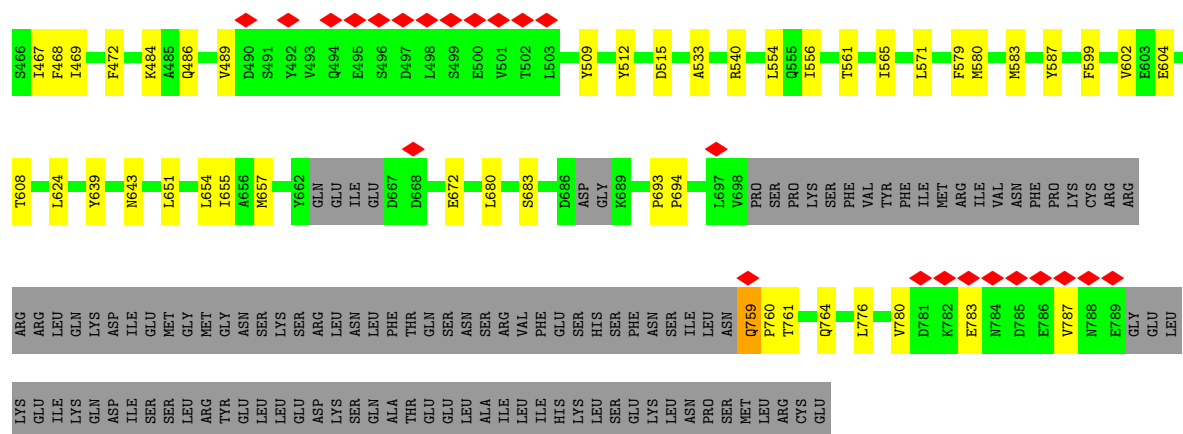 S466 I467 F468 I469 F472 K484 A485 Q486 V489 D490 S491 Y492 V493 Q494 E495 S496 D497 L498 S499 E500 V501 T502 L503 Y509 Y512 D515 A533 R540 L554 Q555 I556 T561 I565 L571 F579 M580 M583 Y587 F599 V602 E603 E604
T608 L624 Y639 N643 L651 L654 I655 A656 M657 Y662 GLN GLU ILE GLU D667 D668 E672 L680 S683 D686 ASP GLY K689 P693 P694 L697 V698 PRO SER PRO LYS SER PHE VAL TYR PHE ILE MET ARG ILE VAL ASN PHE PRO LYS CYS ARG ARG
ARG ARG LEU GLN LYS ASP ILE GLU MET GLY MET GLY ASN SER LYS SER ARG LEU ASN LEU PHE THR GLN SER ASN SER ARG VAL PHE GLU SER HIS SER PHE ASN SER ILE LEU ASN Q759 P760 T761 Q764 L776 V780 D781 K782 E783 N784 D785 E786 V787 N788 E789 GLY GLU LEU
LYS GLU ILE LYS GLN ASP ILE SER SER LEU ARG TYR GLU LEU LEU GLU ASP LYS SER GLN ALA THR GLU GLU LEU ALA ILE LEU ILE HIS LYS LEU SER GLU LYS LEU ASN PRO SER MET LEU ARG CYS GLU